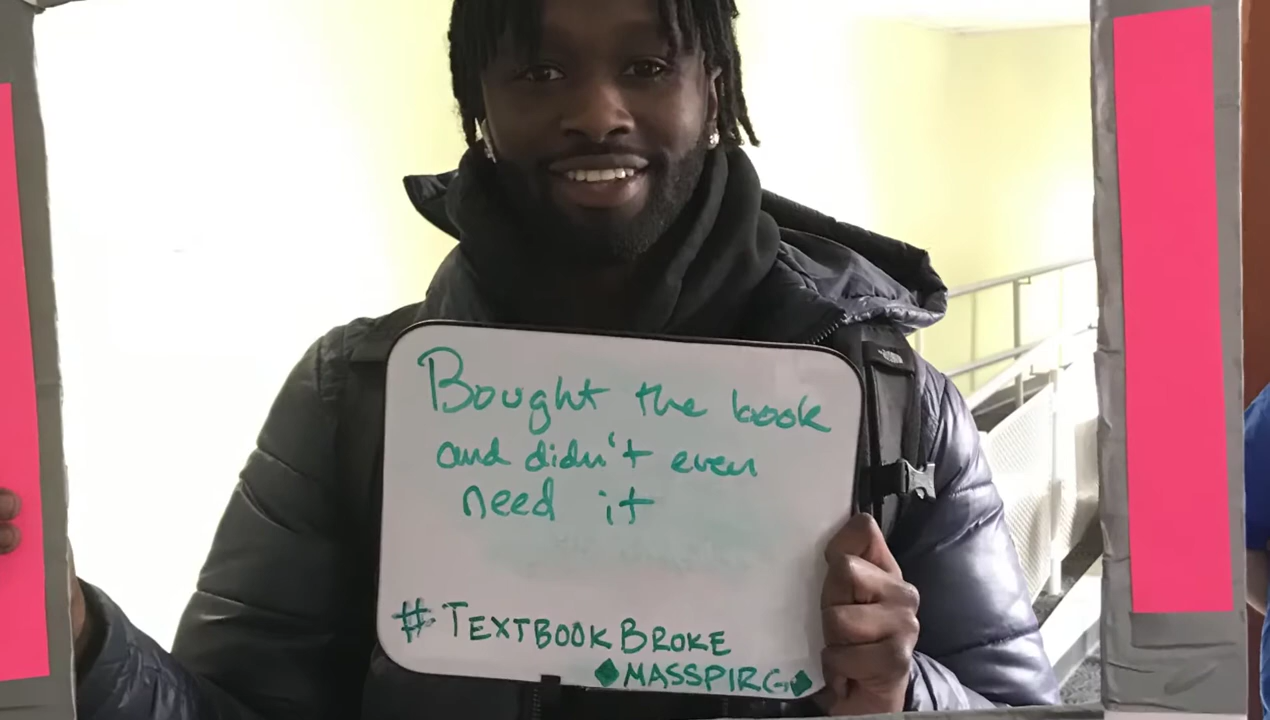 Bought the book
and didn't even
need it
#TEXTBOOKBROKE
♦MASSPIRG♦